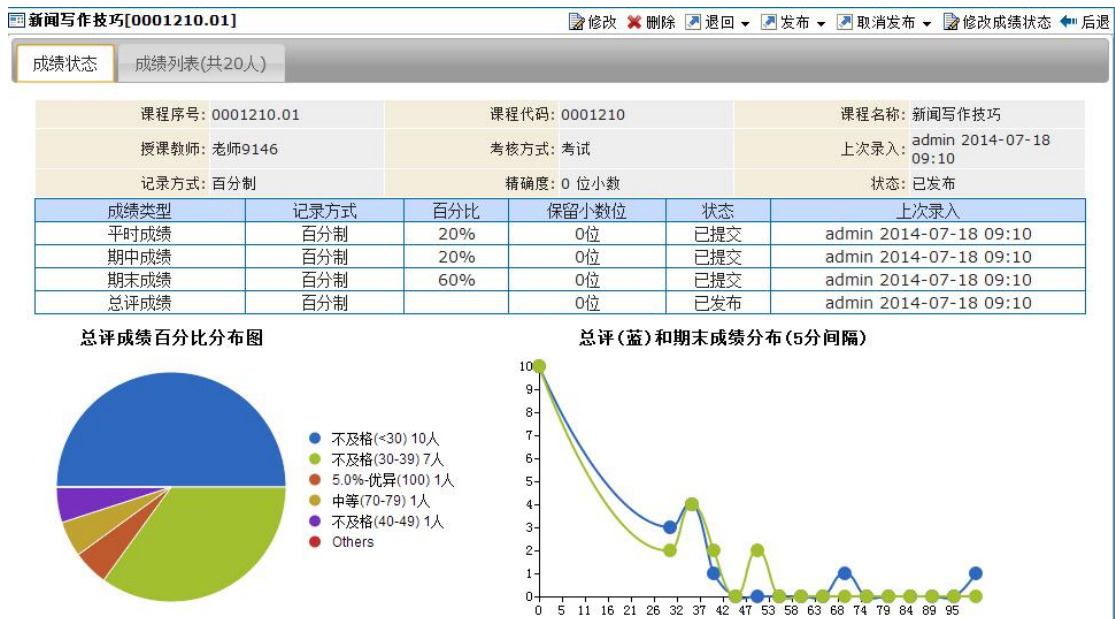 新闻写作技巧[0001210.01] 修改 删除 退回 发布 取消发布 修改成绩状态 后退
成绩状态 成绩列表(共20人)
课程序号: 0001210.01 课程代码: 0001210 课程名称: 新闻写作技巧
授课教师: 老师9146 考核方式: 考试 上次录入: admin 2014-07-18 09:10
记录方式: 百分制 精确度: 0 位小数 状态: 已发布
成绩类型 记录方式 百分比 保留小数位 状态 上次录入
平时成绩 百分制 20% 0位 已提交 admin 2014-07-18 09:10
期中成绩 百分制 20% 0位 已提交 admin 2014-07-18 09:10
期末成绩 百分制 60% 0位 已提交 admin 2014-07-18 09:10
总评成绩 百分制 0位 已发布 admin 2014-07-18 09:10
总评成绩百分比分布图
不及格(<30) 10人
不及格(30-39) 7人
5.0%-优异(100) 1人
中等(70-79) 1人
不及格(40-49) 1人
Others
总评(蓝)和期末成绩分布(5分间隔)
10
9
8
7
6
5
4
3
2
1
0
0 5 11 16 21 26 32 37 42 47 53 58 63 68 74 79 84 89 95